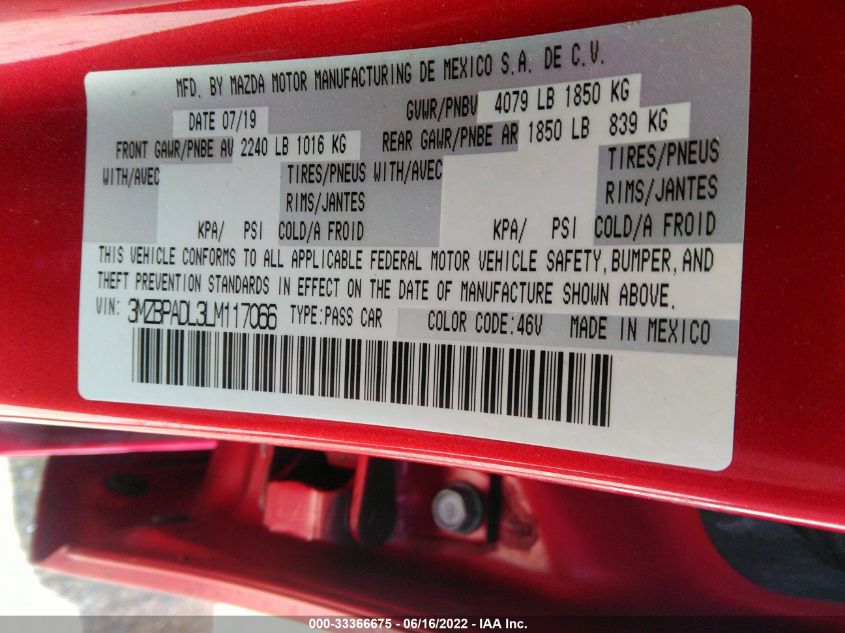 MFD. BY MAZDA MOTOR MANUFACTURING DE MEXICO S.A. DE C.V.
DATE 07/19 GVWR/PNBV 4079 LB 1850 KG
FRONT GAWR/PNBE AV 2240 LB 1016 KG REAR GAWR/PNBE AR 1850 LB 839 KG
WITH/AVEC TIRES/PNEUS WITH/AVEC TIRES/PNEUS
RIMS/JANTES RIMS/JANTES
KPA/ PSI COLD/A FROID KPA/ PSI COLD/A FROID
THIS VEHICLE CONFORMS TO ALL APPLICABLE FEDERAL MOTOR VEHICLE SAFETY, BUMPER, AND
THEFT PREVENTION STANDARDS IN EFFECT ON THE DATE OF MANUFACTURE SHOWN ABOVE.
VIN: 3MZBPADL3LM117066 TYPE:PASS CAR COLOR CODE:46V MADE IN MEXICO
000-33366675 - 06/16/2022 - IAA Inc.